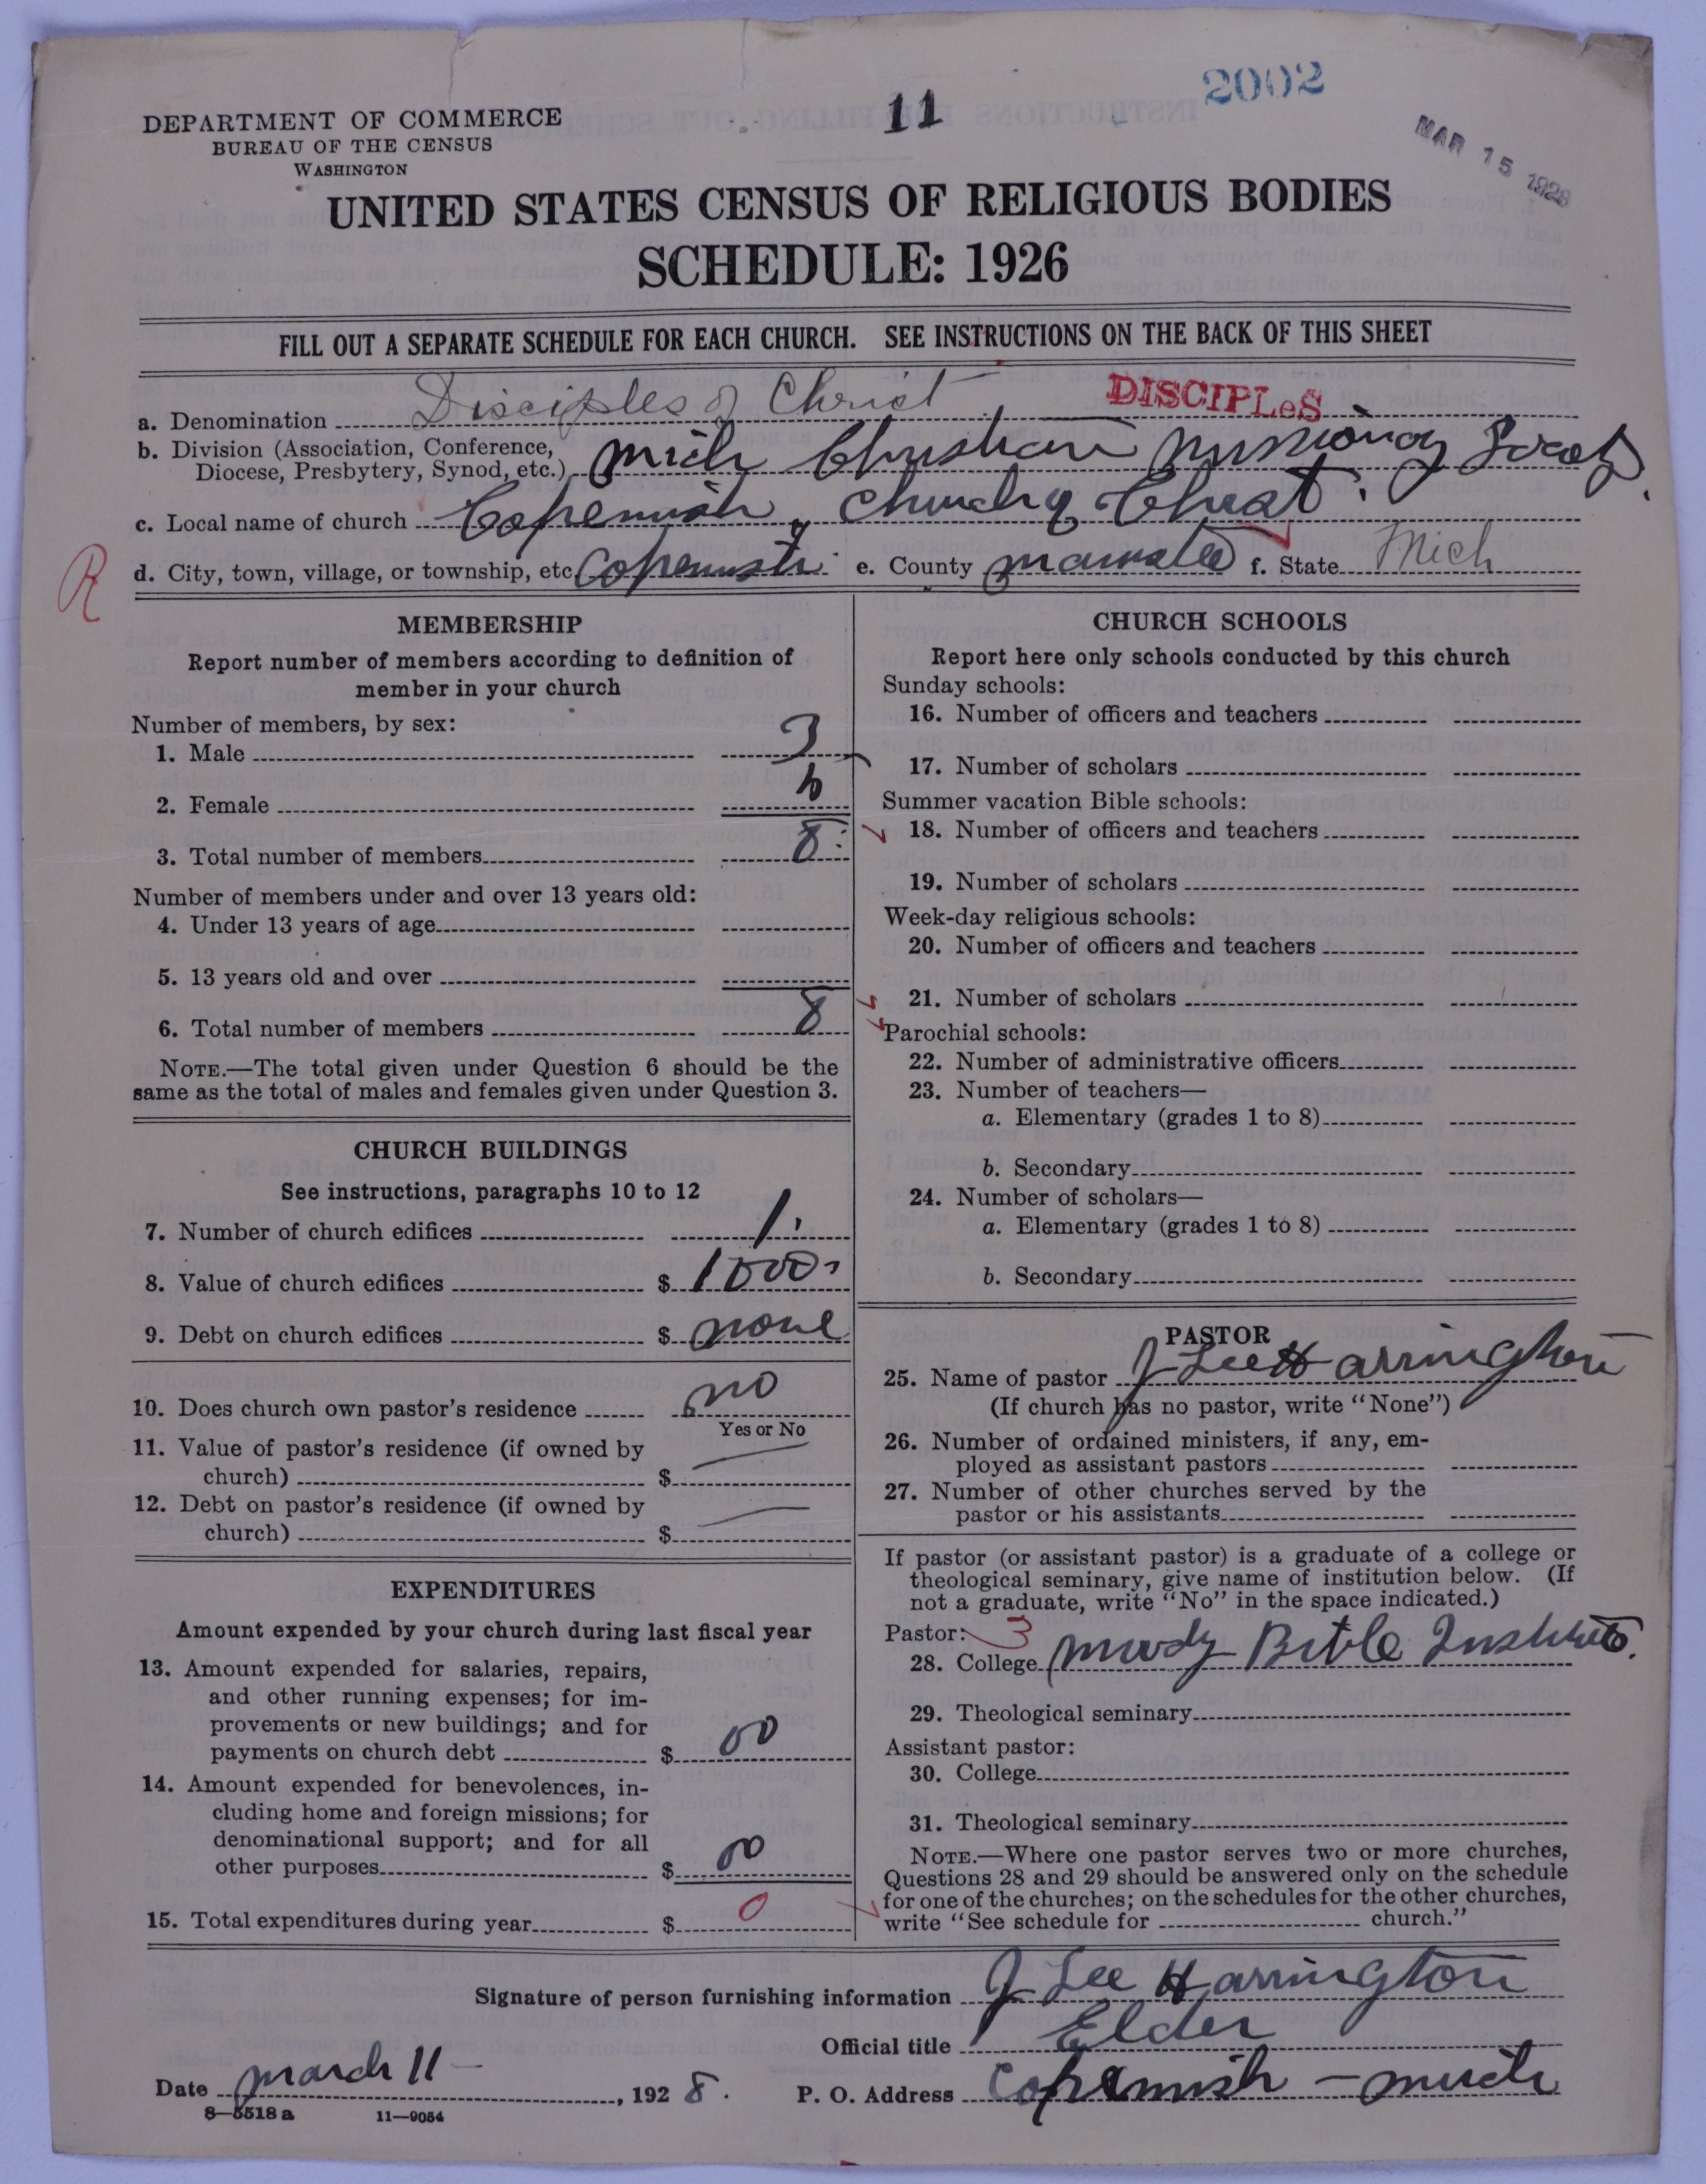 2002
11
MAR 15 1928
DEPARTMENT OF COMMERCE
BUREAU OF THE CENSUS
WASHINGTON
UNITED STATES CENSUS OF RELIGIOUS BODIES
SCHEDULE: 1926
FILL OUT A SEPARATE SCHEDULE FOR EACH CHURCH. SEE INSTRUCTIONS ON THE BACK OF THIS SHEET
a. Denomination Disciples of Christ DISCIPLeS
b. Division (Association, Conference,
Diocese, Presbytery, Synod, etc.) Mich Christian Missionary
c. Local name of church Copemish Church of Christ.
R
d. City, town, village, or township, etc. Copemish e. County Manistee f. State Mich
MEMBERSHIP
Report number of members according to definition of
member in your church
Number of members, by sex:
1. Male 3
2. Female
3. Total number of members 8
Number of members under and over 13 years old:
4. Under 13 years of age
5. 13 years old and over
6. Total number of members 8
NOTE.—The total given under Question 6 should be the
same as the total of males and females given under Question 3.
CHURCH BUILDINGS
See instructions, paragraphs 10 to 12
7. Number of church edifices 1
8. Value of church edifices $ 1000
9. Debt on church edifices $ none
10. Does church own pastor's residence no
Yes or No
11. Value of pastor's residence (if owned by
church) $ —
12. Debt on pastor's residence (if owned by
church) $ —
EXPENDITURES
Amount expended by your church during last fiscal year
13. Amount expended for salaries, repairs,
and other running expenses; for im-
provements or new buildings; and for
payments on church debt $ 00
14. Amount expended for benevolences, in-
cluding home and foreign missions; for
denominational support; and for all
other purposes $ 00
15. Total expenditures during year $ 0
CHURCH SCHOOLS
Report here only schools conducted by this church
Sunday schools:
16. Number of officers and teachers
17. Number of scholars
Summer vacation Bible schools:
18. Number of officers and teachers
19. Number of scholars
Week-day religious schools:
20. Number of officers and teachers
21. Number of scholars
Parochial schools:
22. Number of administrative officers
23. Number of teachers—
a. Elementary (grades 1 to 8)
b. Secondary
24. Number of scholars—
a. Elementary (grades 1 to 8)
b. Secondary
PASTOR
25. Name of pastor J Lee Harrington
(If church has no pastor, write "None")
26. Number of ordained ministers, if any, em-
ployed as assistant pastors
27. Number of other churches served by the
pastor or his assistants
If pastor (or assistant pastor) is a graduate of a college or
theological seminary, give name of institution below. (If
not a graduate, write "No" in the space indicated.)
Pastor: 3
28. College Moody Bible Institute.
29. Theological seminary
Assistant pastor:
30. College
31. Theological seminary
NOTE.—Where one pastor serves two or more churches,
Questions 28 and 29 should be answered only on the schedule
for one of the churches; on the schedules for the other churches,
write "See schedule for church."
Signature of person furnishing information J Lee Harrington
Official title Elder
Date march 11 —, 1928. P. O. Address Copemish — Mich
8—5518a 11—9054